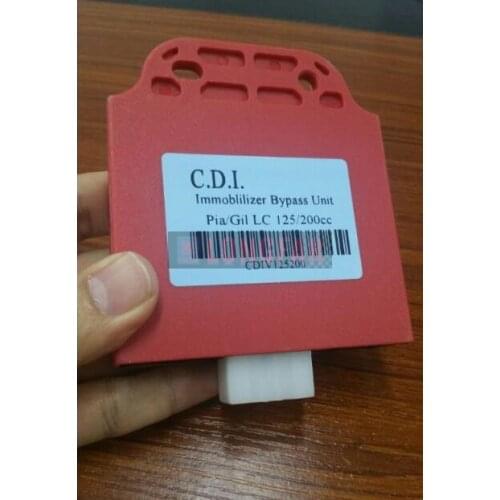 C.D.I.
Immoblilizer Bypass Unit
Pia/Gil LC 125/200cc
CDIV125200